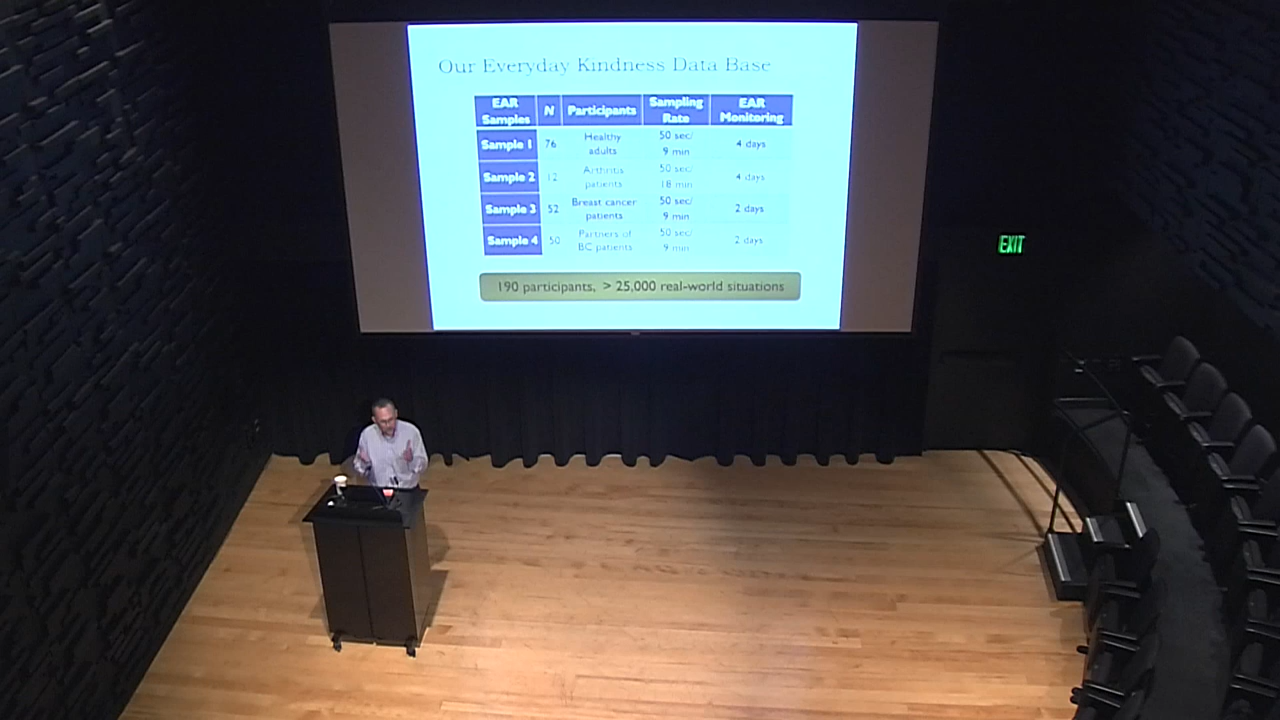 Our Everyday Kindness Data Base
EAR Samples N Participants Sampling Rate EAR Monitoring
Sample 1 76 Healthy adults 50 sec/ 9 min 4 days
Sample 2 12 Arthritis patients 50 sec/ 18 min 4 days
Sample 3 52 Breast cancer patients 50 sec/ 9 min 2 days
Sample 4 50 Partners of BC patients 50 sec/ 9 min 2 days
190 participants, > 25,000 real-world situations
EXIT